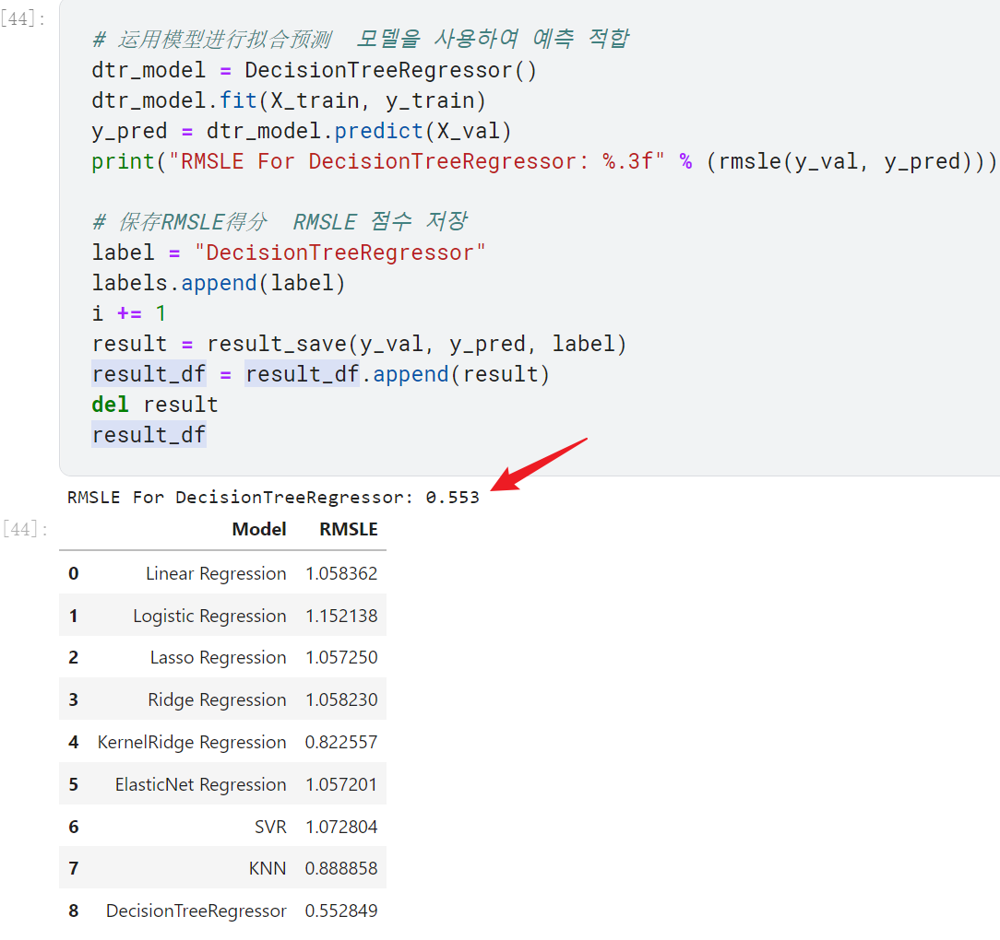 [44]:
# 运用模型进行拟合预测  모델을 사용하여 예측 적합
dtr_model = DecisionTreeRegressor()
dtr_model.fit(X_train, y_train)
y_pred = dtr_model.predict(X_val)
print("RMSLE For DecisionTreeRegressor: %.3f" % (rmsle(y_val, y_pred)))
# 保存RMSLE得分  RMSLE 점수 저장
label = "DecisionTreeRegressor"
labels.append(label)
i += 1
result = result_save(y_val, y_pred, label)
result_df = result_df.append(result)
del result
result_df
RMSLE For DecisionTreeRegressor: 0.553
[44]:
Model RMSLE
0 Linear Regression 1.058362
1 Logistic Regression 1.152138
2 Lasso Regression 1.057250
3 Ridge Regression 1.058230
4 KernelRidge Regression 0.822557
5 ElasticNet Regression 1.057201
6 SVR 1.072804
7 KNN 0.888858
8 DecisionTreeRegressor 0.552849